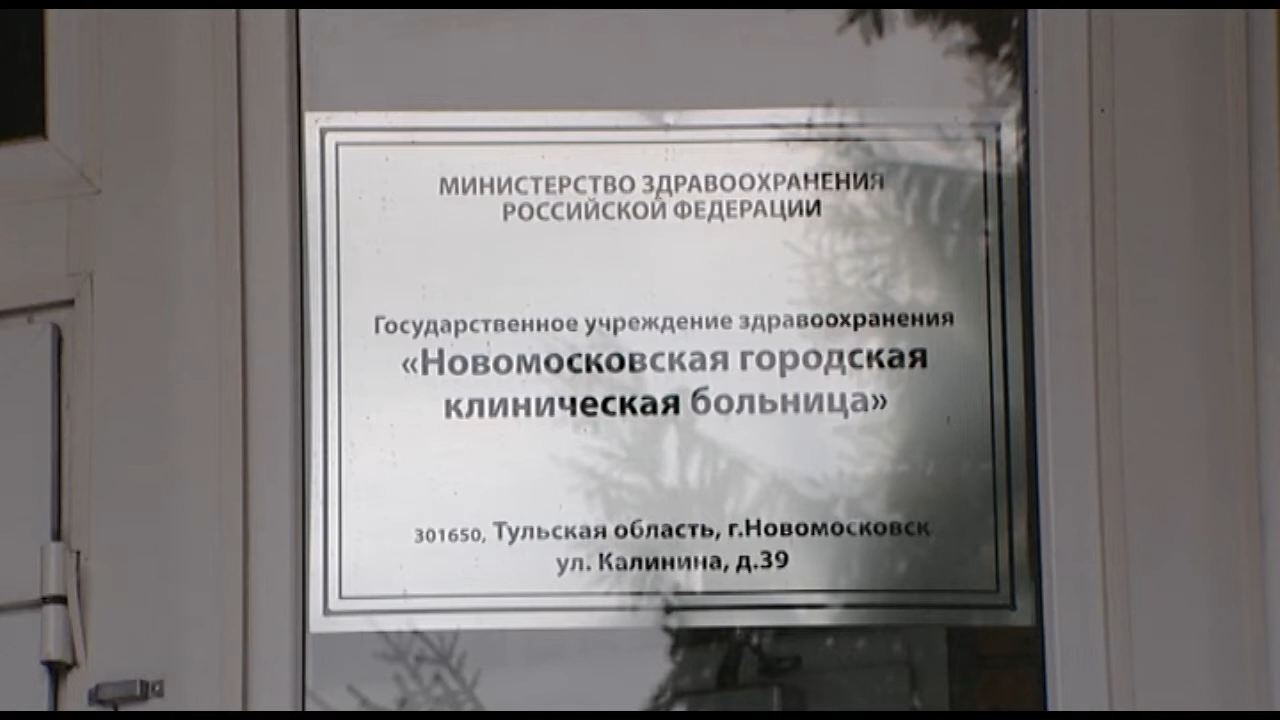 МИНИСТЕРСТВО ЗДРАВООХРАНЕНИЯ
РОССИЙСКОЙ ФЕДЕРАЦИИ
Государственное учреждение здравоохранения
«Новомосковская городская
клиническая больница»
301650, Тульская область, г.Новомосковск
ул. Калинина, д.39